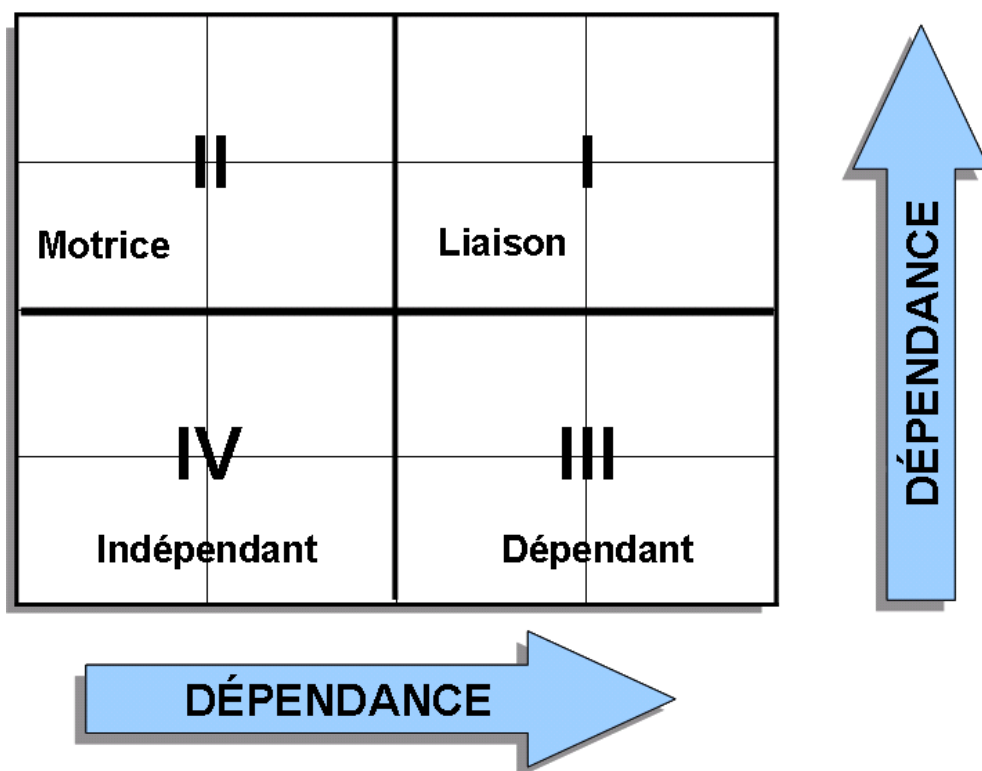 II
I
Motrice
Liaison
IV
III
Indépendant
Dépendant
DÉPENDANCE
DÉPENDANCE